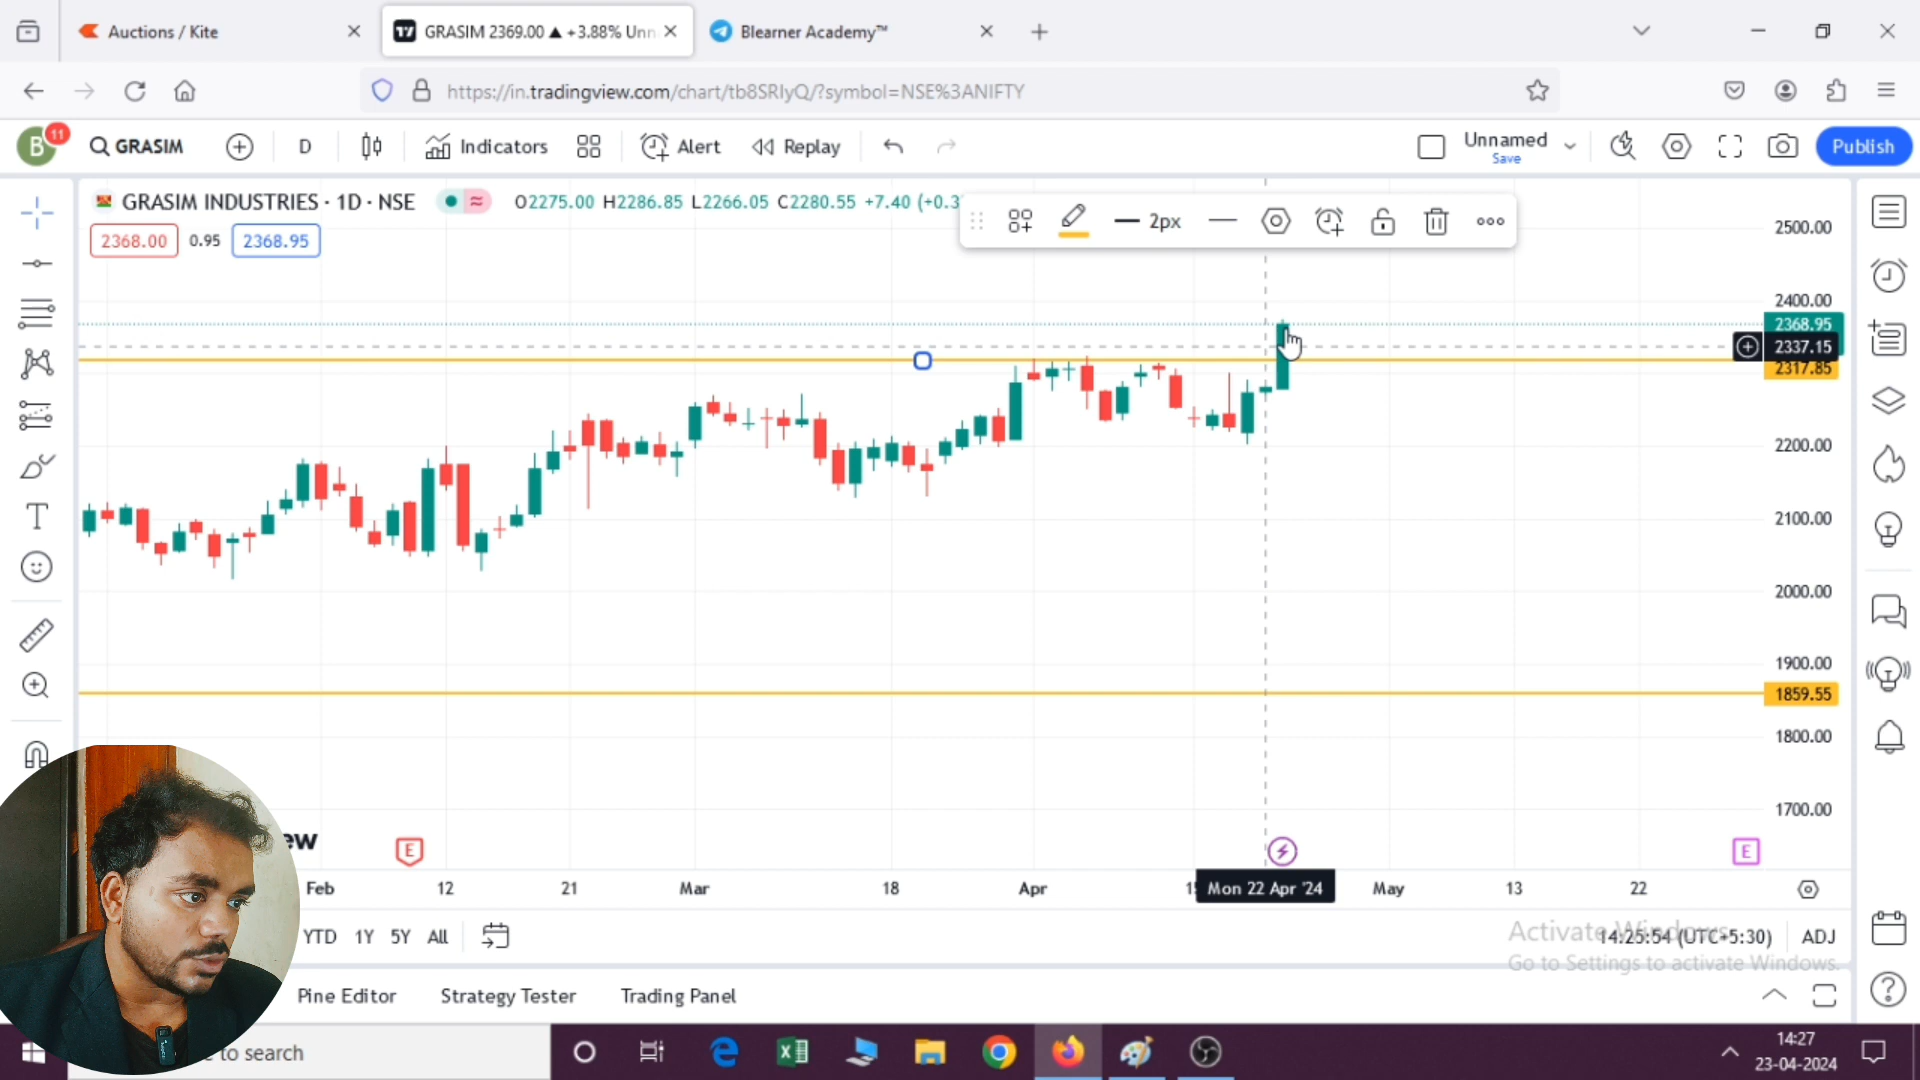 Auctions / Kite
GRASIM 2369.00 ▲ +3.88% Unn
Blearner Academy™
https://in.tradingview.com/chart/tb8SRIyQ/?symbol=NSE%3ANIFTY
B
11
GRASIM
D
Indicators
Alert
Replay
Unnamed
Save
Publish
GRASIM INDUSTRIES · 1D · NSE
O2275.00 H2286.85 L2266.05 C2280.55 +7.40 (+0.3
2px
2368.00
0.95
2368.95
2500.00
2400.00
2368.95
2337.15
2317.85
2200.00
2100.00
2000.00
1900.00
1859.55
1800.00
1700.00
E
E
Feb
12
21
Mar
18
Apr
Mon 22 Apr '24
May
13
22
YTD
1Y
5Y
All
14:25:54 (UTC+5:30)
ADJ
Activate Windows
Go to Settings to activate Windows.
Pine Editor
Strategy Tester
Trading Panel
to search
14:27
23-04-2024